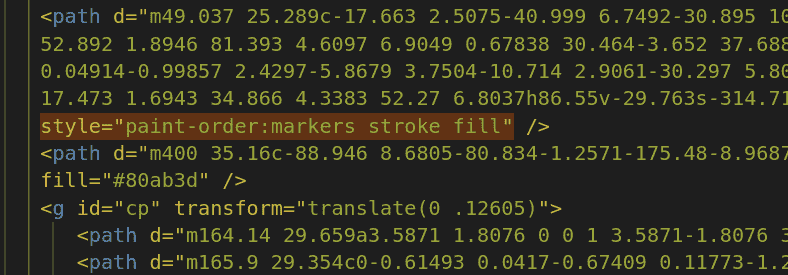 <path d="m49.037 25.289c-17.663 2.5075-40.999 6.7492-30.895 10
52.892 1.8946 81.393 4.6097 6.9049 0.67838 30.464-3.652 37.688
0.04914-0.99857 2.4297-5.8679 3.7504-10.714 2.9061-30.297 5.80
17.473 1.6943 34.866 4.3383 52.27 6.8037h86.55v-29.763s-314.71
style="paint-order:markers stroke fill" />
<path d="m400 35.16c-88.946 8.6805-80.834-1.2571-175.48-8.9687
fill="#80ab3d" />
<g id="cp" transform="translate(0 .12605)">
<path d="m164.14 29.659a3.5871 1.8076 0 0 1 3.5871-1.8076 3
<path d="m165.9 29.354c0-0.61493 0.0417-0.67409 0.11773-1.2